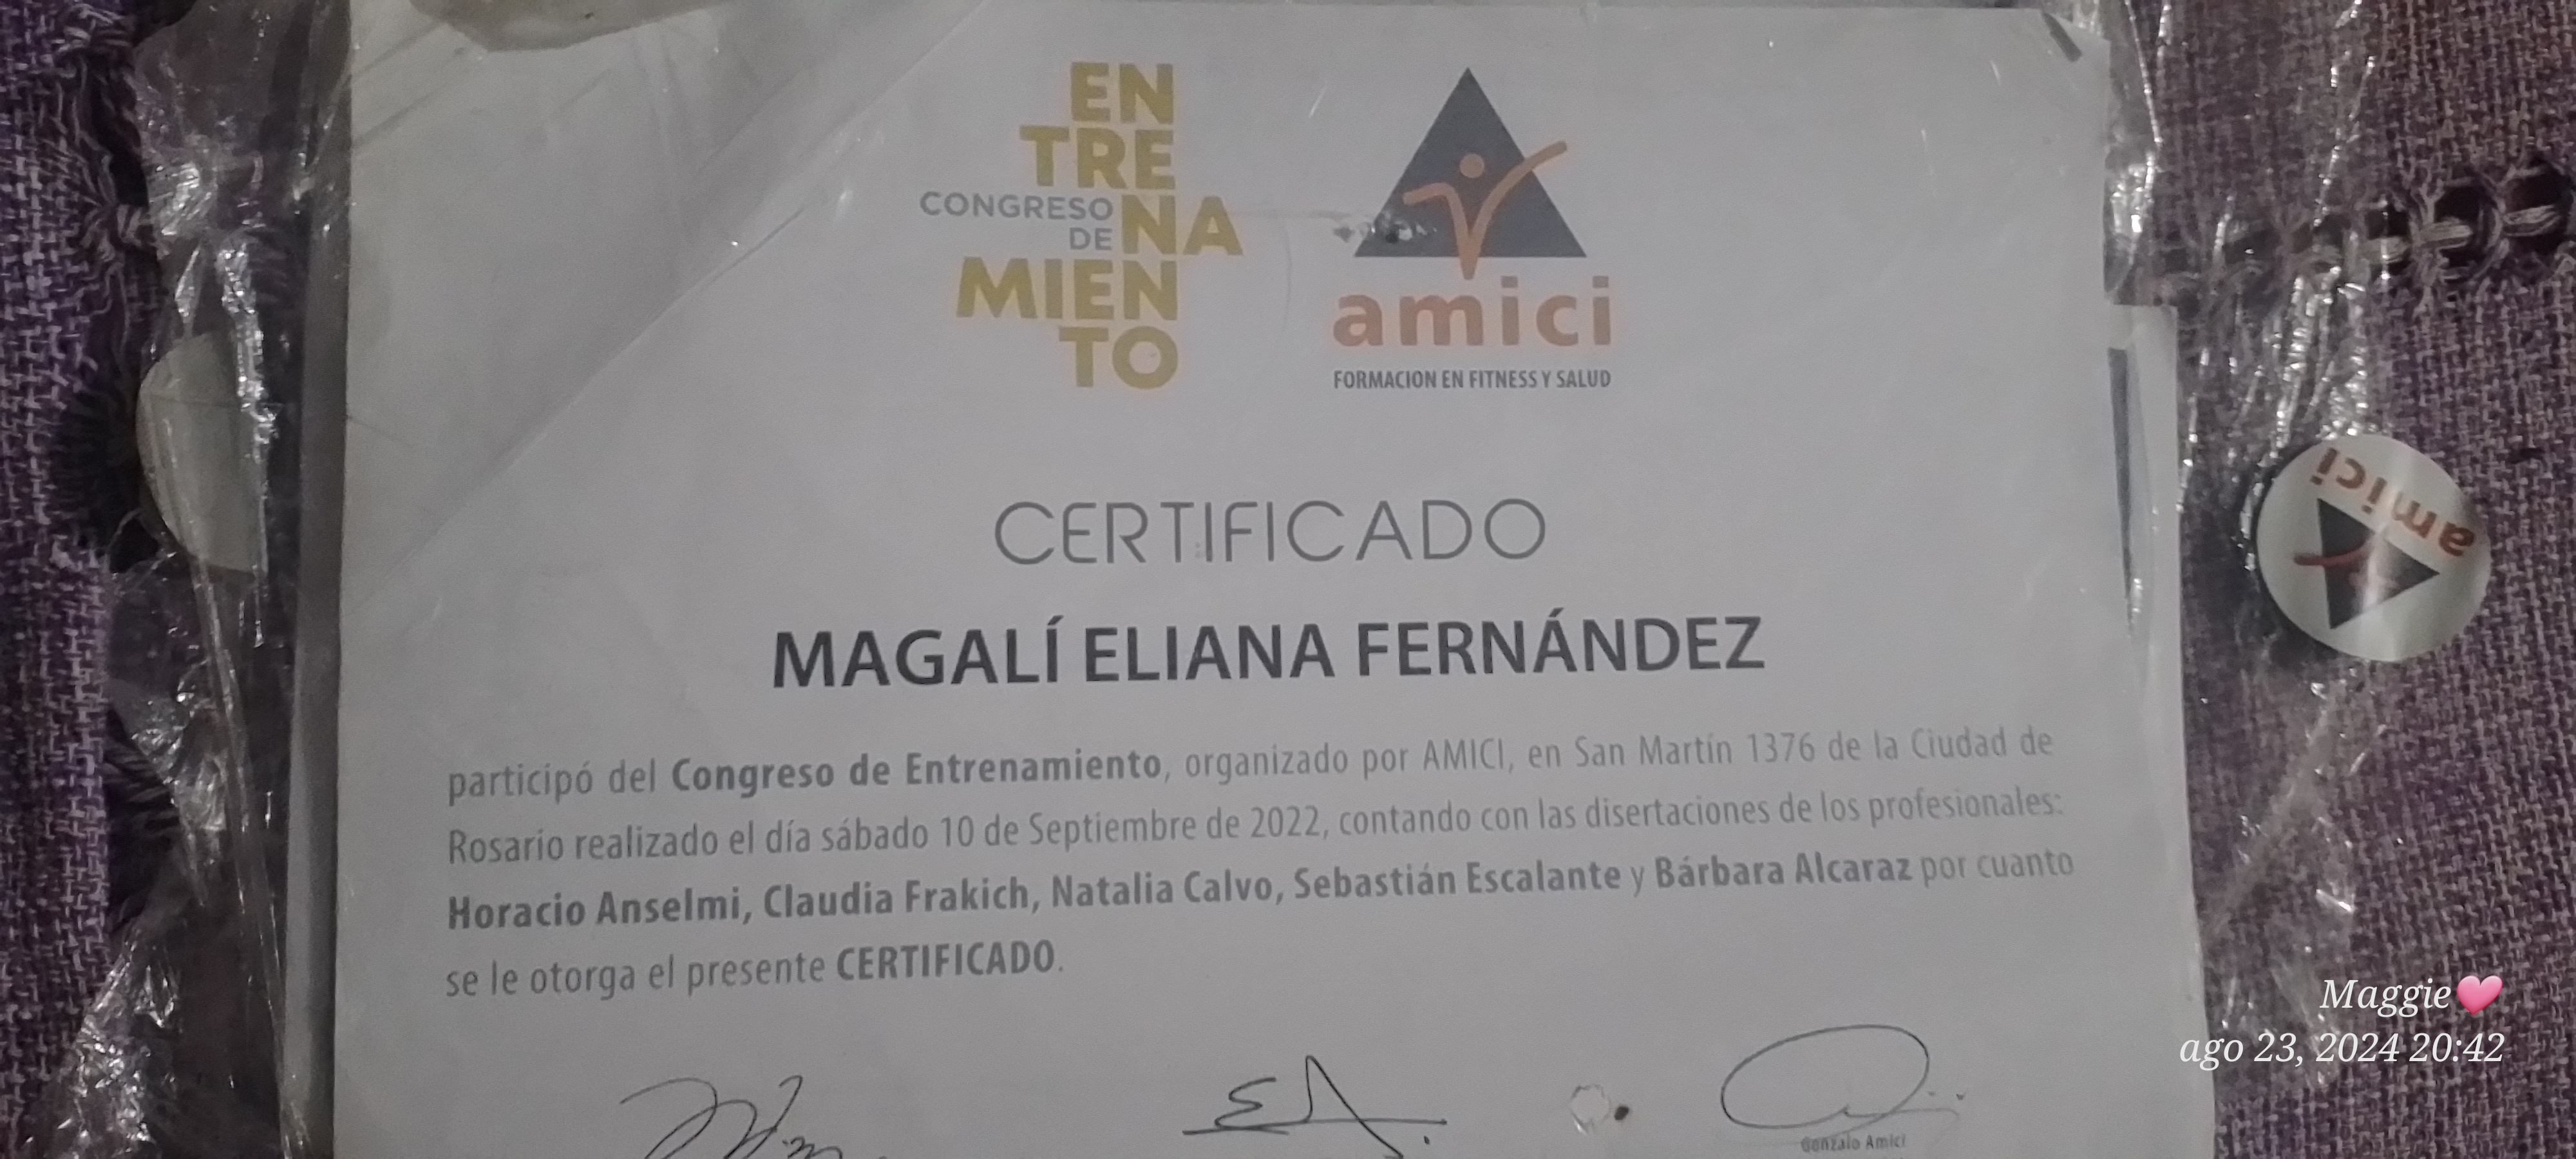 EN
TRE
CONGRESO
DE NA
MIEN
TO
amici
FORMACION EN FITNESS Y SALUD
CERTIFICADO
MAGALÍ ELIANA FERNÁNDEZ
participó del Congreso de Entrenamiento, organizado por AMICI, en San Martín 1376 de la Ciudad de
Rosario realizado el día sábado 10 de Septiembre de 2022, contando con las disertaciones de los profesionales:
Horacio Anselmi, Claudia Frakich, Natalia Calvo, Sebastián Escalante y Bárbara Alcaraz por cuanto
se le otorga el presente CERTIFICADO.
Gonzalo Amici
amici
Maggie🩷
ago 23, 2024 20:42